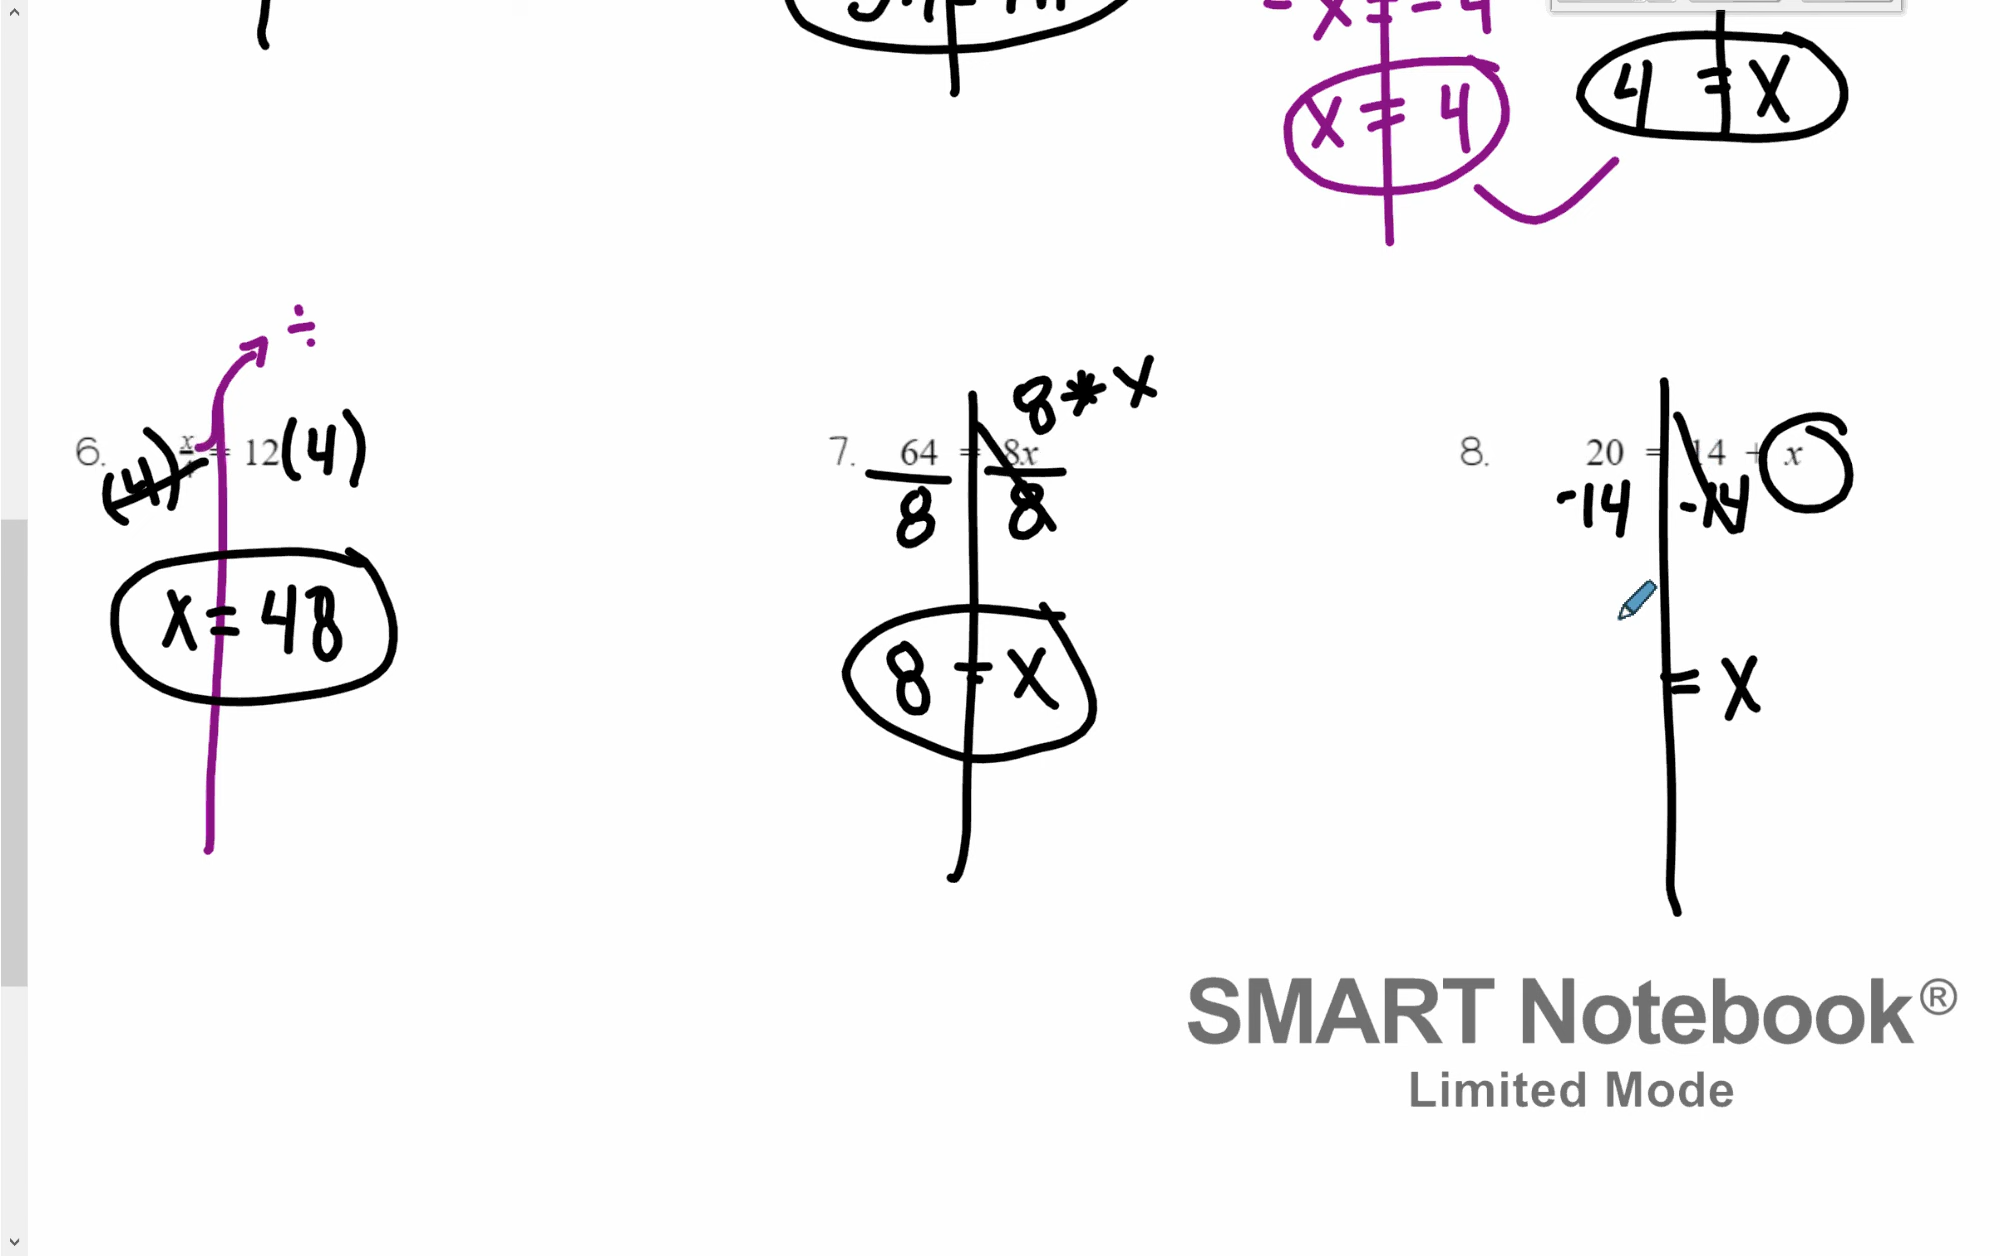 - x = - 4
x = 4
4 = x
÷
6. (4) x/4 = 12(4)
x = 48
8 * x
7. 64 = 8x
8 8
8 = x
8. 20 = 14 + x
-14 -14
= x
SMART Notebook®
Limited Mode